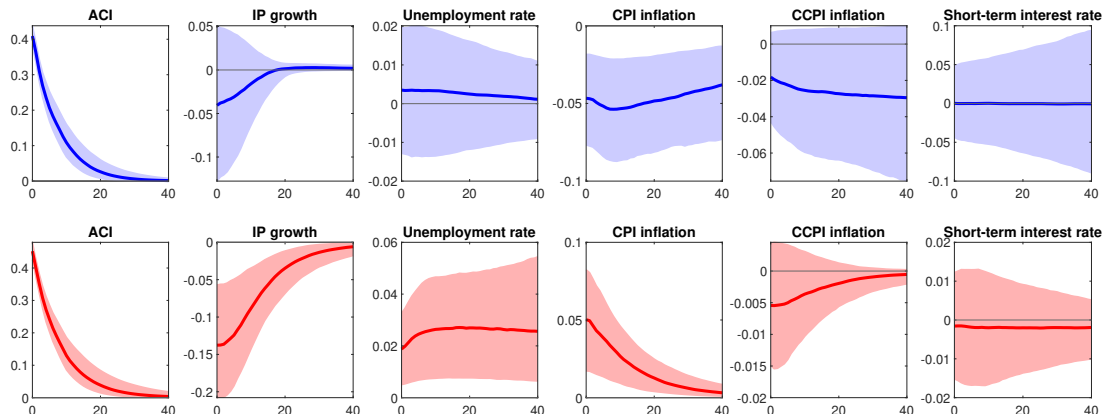 ACI IP growth Unemployment rate CPI inflation CCPI inflation Short-term interest rate
0.4 0.05 0.02 0 0 0.1
0.3 0 0.01 -0.02 0.05
0.2 -0.05 0 -0.05 -0.04 0
0.1 -0.1 -0.01 -0.06 -0.05
0 -0.02 -0.1 -0.1
0 20 40 0 20 40 0 20 40 0 20 40 0 20 40 0 20 40
ACI IP growth Unemployment rate CPI inflation CCPI inflation Short-term interest rate
0.4 0 0.06 0.1 0 0.02
0.3 -0.05 0.04 -0.005 0.01
0.2 -0.1 0.05 -0.01 0
0.1 -0.15 0.02 -0.015 -0.01
0 -0.2 0 0 -0.02
0 20 40 0 20 40 0 20 40 0 20 40 0 20 40 0 20 40